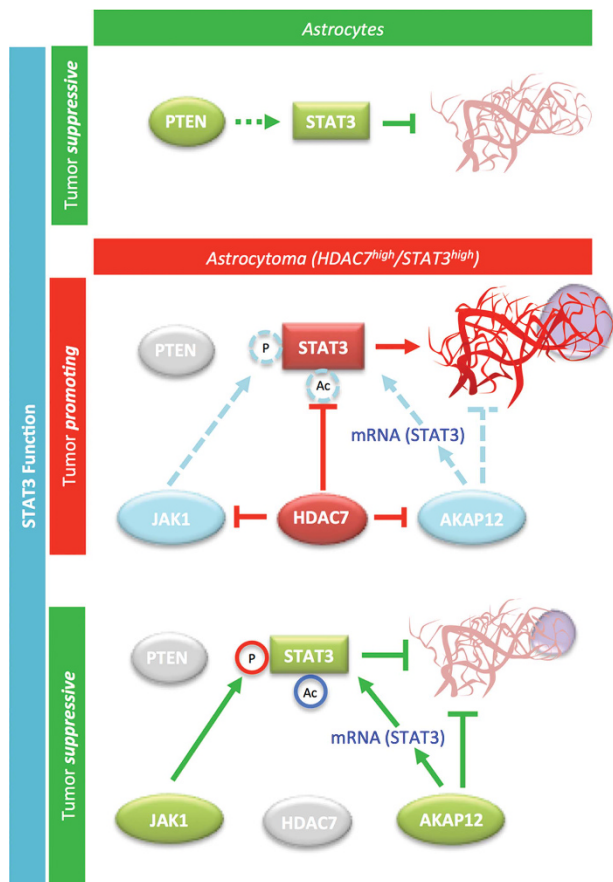 Astrocytes
STAT3 Function
Tumor suppressive
PTEN
STAT3
Astrocytoma (HDAC7high/STAT3high)
Tumor promoting
PTEN
P
STAT3
Ac
mRNA (STAT3)
JAK1
HDAC7
AKAP12
Tumor suppressive
PTEN
P
STAT3
Ac
mRNA (STAT3)
JAK1
HDAC7
AKAP12